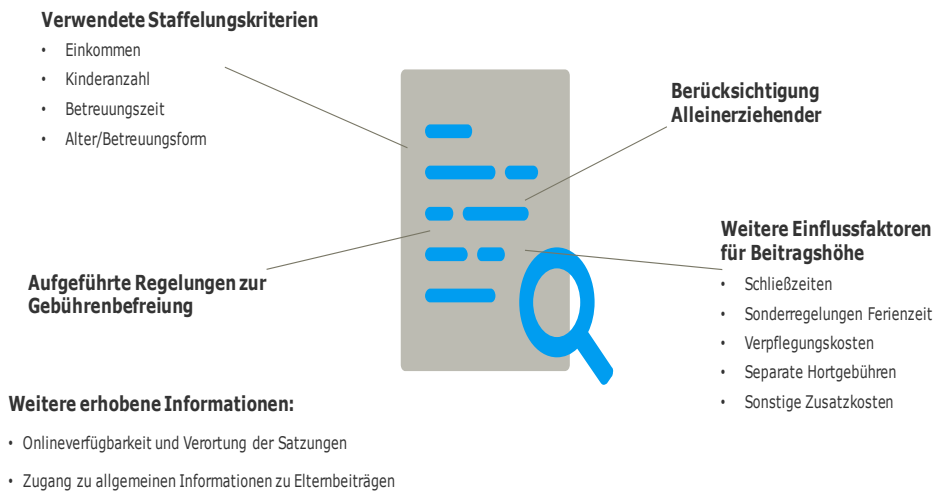 Verwendete Staffelungskriterien
• Einkommen
• Kinderanzahl
• Betreuungszeit
• Alter/Betreuungsform
Berücksichtigung
Alleinerziehender
Weitere Einflussfaktoren
für Beitragshöhe
• Schließzeiten
• Sonderregelungen Ferienzeit
• Verpflegungskosten
• Separate Hortgebühren
• Sonstige Zusatzkosten
Aufgeführte Regelungen zur
Gebührenbefreiung
Weitere erhobene Informationen:
• Onlineverfügbarkeit und Verortung der Satzungen
• Zugang zu allgemeinen Informationen zu Elternbeiträgen